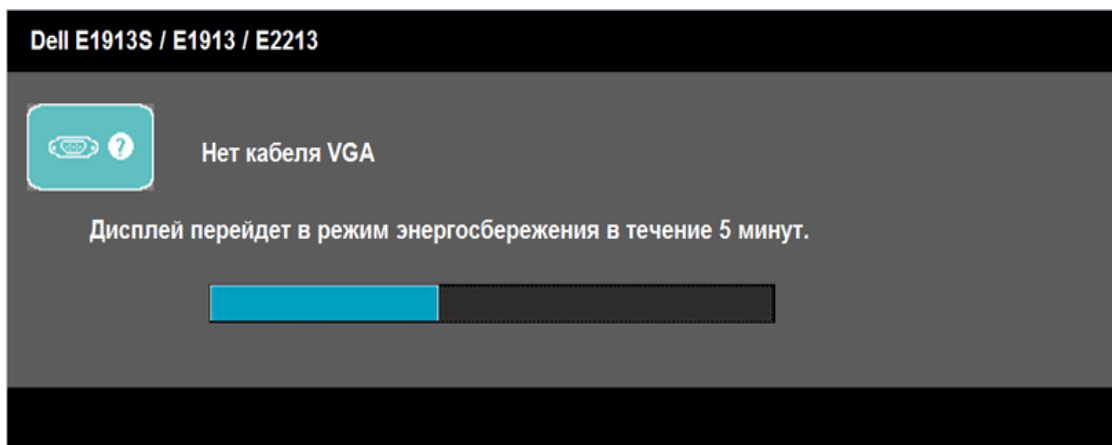 Dell E1913S / E1913 / E2213
?
Нет кабеля VGA
Дисплей перейдет в режим энергосбережения в течение 5 минут.